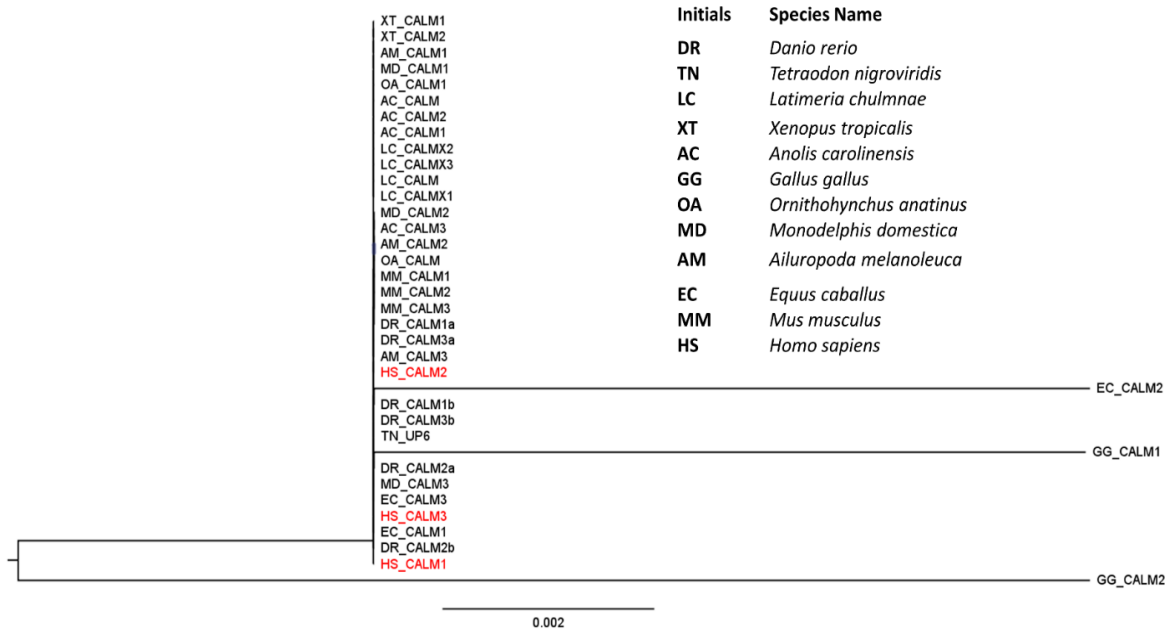 XT_CALM1
XT_CALM2
AM_CALM1
MD_CALM1
OA_CALM1
AC_CALM
AC_CALM2
AC_CALM1
LC_CALMX2
LC_CALMX3
LC_CALM
LC_CALMX1
MD_CALM2
AC_CALM3
AM_CALM2
OA_CALM
MM_CALM1
MM_CALM2
MM_CALM3
DR_CALM1a
DR_CALM3a
AM_CALM3
HS_CALM2
EC_CALM2
DR_CALM1b
DR_CALM3b
TN_UP6
GG_CALM1
DR_CALM2a
MD_CALM3
EC_CALM3
HS_CALM3
EC_CALM1
DR_CALM2b
HS_CALM1
GG_CALM2
0.002
Initials Species Name
DR Danio rerio
TN Tetraodon nigroviridis
LC Latimeria chulmnae
XT Xenopus tropicalis
AC Anolis carolinensis
GG Gallus gallus
OA Ornithohynchus anatinus
MD Monodelphis domestica
AM Ailuropoda melanoleuca
EC Equus caballus
MM Mus musculus
HS Homo sapiens